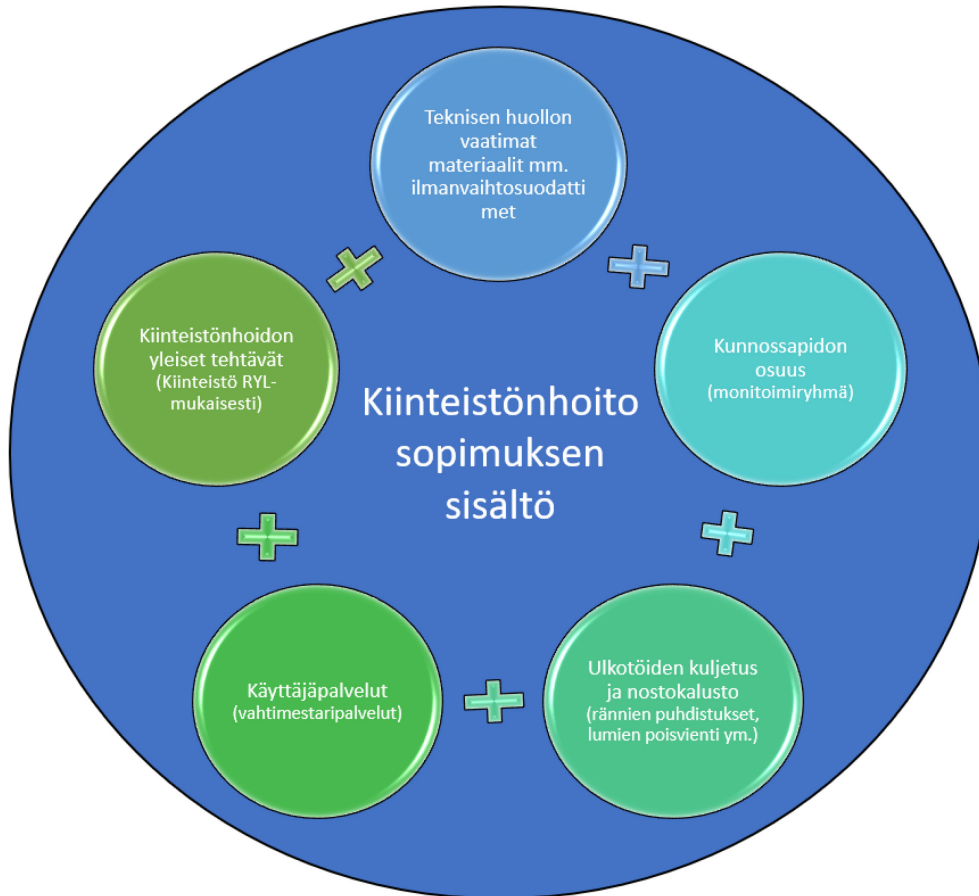 Teknisen huollon
vaatimat
materiaalit mm.
ilmanvaihtosuodatti
met
Kiinteistönhoidon
yleiset tehtävät
(Kiinteistö RYL-
mukaisesti)
Kunnossapidon
osuus
(monitoimiryhmä)
Kiinteistönhoito
sopimuksen
sisältö
Käyttäjäpalvelut
(vahtimestaripalvelut)
Ulkotöiden kuljetus
ja nostokalusto
(rännien puhdistukset,
lumien poisvienti ym.)